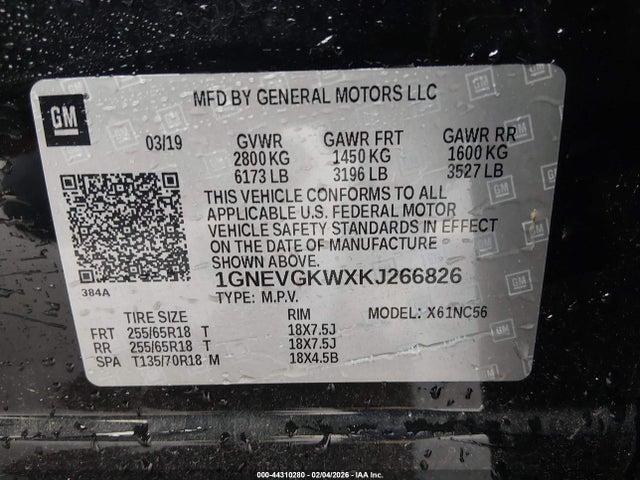 GM
MFD BY GENERAL MOTORS LLC
03/19 GVWR GAWR FRT GAWR RR
2800 KG 1450 KG 1600 KG
6173 LB 3196 LB 3527 LB
THIS VEHICLE CONFORMS TO ALL
APPLICABLE U.S. FEDERAL MOTOR
VEHICLE SAFETY STANDARDS IN EFFECT
ON THE DATE OF MANUFACTURE
SHOWN ABOVE.
384A
1GNEVGKWXKJ266826
TYPE: M.P.V.
TIRE SIZE RIM MODEL: X61NC56
FRT 255/65R18 T 18X7.5J
RR 255/65R18 T 18X7.5J
SPA T135/70R18 M 18X4.5B
000-44310280 - 02/04/2026 - IAA Inc.